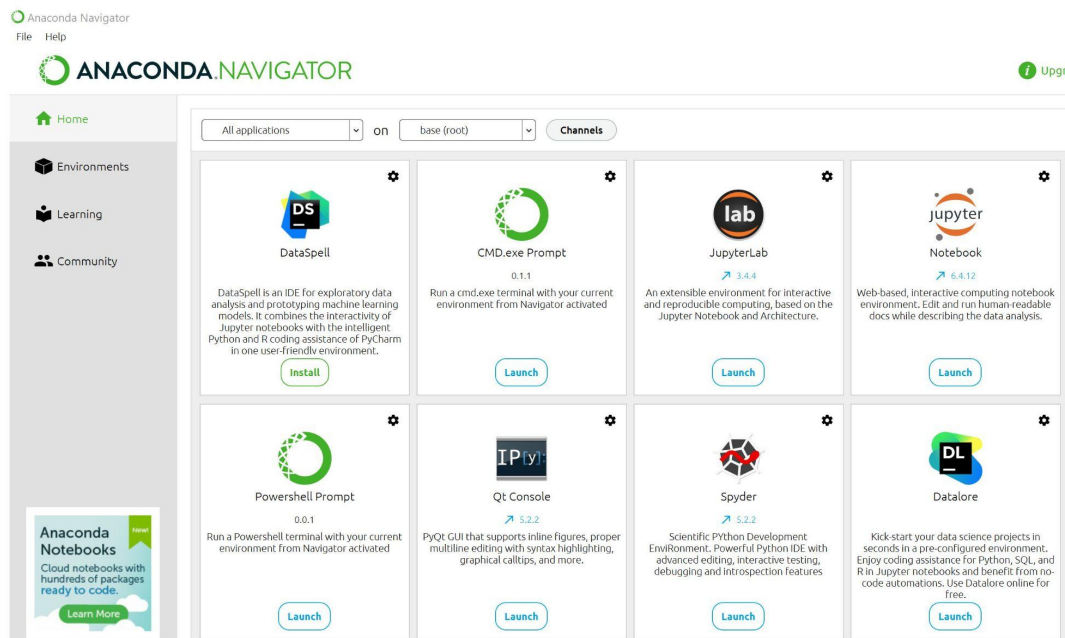 Anaconda Navigator
File Help
ANACONDA.NAVIGATOR
i Upgr
Home
Environments
Learning
Community
All applications on base (root) Channels
DS
DataSpell
DataSpell is an IDE for exploratory data
analysis and prototyping machine learning
models. It combines the interactivity of
Jupyter notebooks with the intelligent
Python and R coding assistance of PyCharm
in one user-friendly environment.
Install
CMD.exe Prompt
0.1.1
Run a cmd.exe terminal with your current
environment from Navigator activated
Launch
lab
JupyterLab
3.4.4
An extensible environment for interactive
and reproducible computing, based on the
Jupyter Notebook and Architecture.
Launch
jupyter
Notebook
6.4.12
Web-based, interactive computing notebook
environment. Edit and run human-readable
docs while describing the data analysis.
Launch
Powershell Prompt
0.0.1
Run a Powershell terminal with your current
environment from Navigator activated
Launch
IP[y]:
Qt Console
5.2.2
PyQt GUI that supports inline figures, proper
multiline editing with syntax highlighting,
graphical calltips, and more.
Launch
Spyder
5.2.2
Scientific PYthon Development
EnviRonment. Powerful Python IDE with
advanced editing, interactive testing,
debugging and introspection features
Launch
DL
Datalore
Kick-start your data science projects in
seconds in a pre-configured environment.
Enjoy coding assistance for Python, SQL, and
R in Jupyter notebooks and benefit from no-
code automations. Use Datalore online for
free.
Launch
Anaconda
Notebooks
New!
Cloud notebooks with
hundreds of packages
ready to code.
Learn More